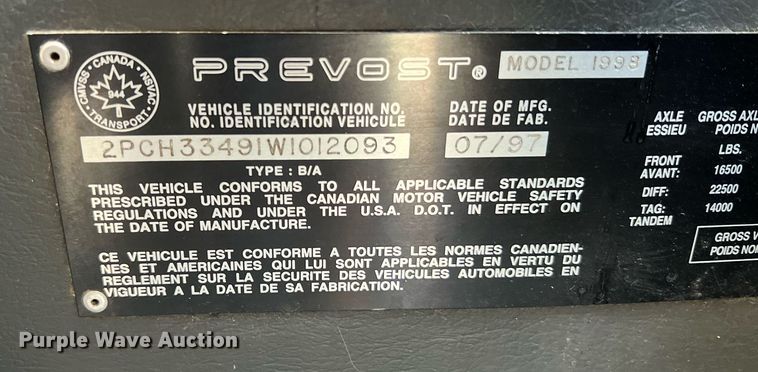 CMVSS · CANADA · NSVAC
944
TRANSPORT
PREVOST® MODEL 1998
VEHICLE IDENTIFICATION NO.
NO. IDENTIFICATION VEHICULE
DATE OF MFG.
DATE DE FAB.
2PCH33491W1012093
07/97
TYPE : B/A
THIS VEHICLE CONFORMS TO ALL APPLICABLE STANDARDS
PRESCRIBED UNDER THE CANADIAN MOTOR VEHICLE SAFETY
REGULATIONS AND UNDER THE U.S.A. D.O.T. IN EFFECT ON
THE DATE OF MANUFACTURE.
CE VEHICULE EST CONFORME A TOUTES LES NORMES CANADIEN-
NES ET AMERICAINES QUI LUI SONT APPLICABLES EN VERTU DU
REGLEMENT SUR LA SECURITE DES VEHICULES AUTOMOBILES EN
VIGUEUR A LA DATE DE SA FABRICATION.
AXLE GROSS AX
ESSIEU POIDS N
LBS.
FRONT
AVANT: 16500
DIFF: 22500
TAG: 14000
TANDEM
GROSS V
POIDS NO
Purple Wave Auction